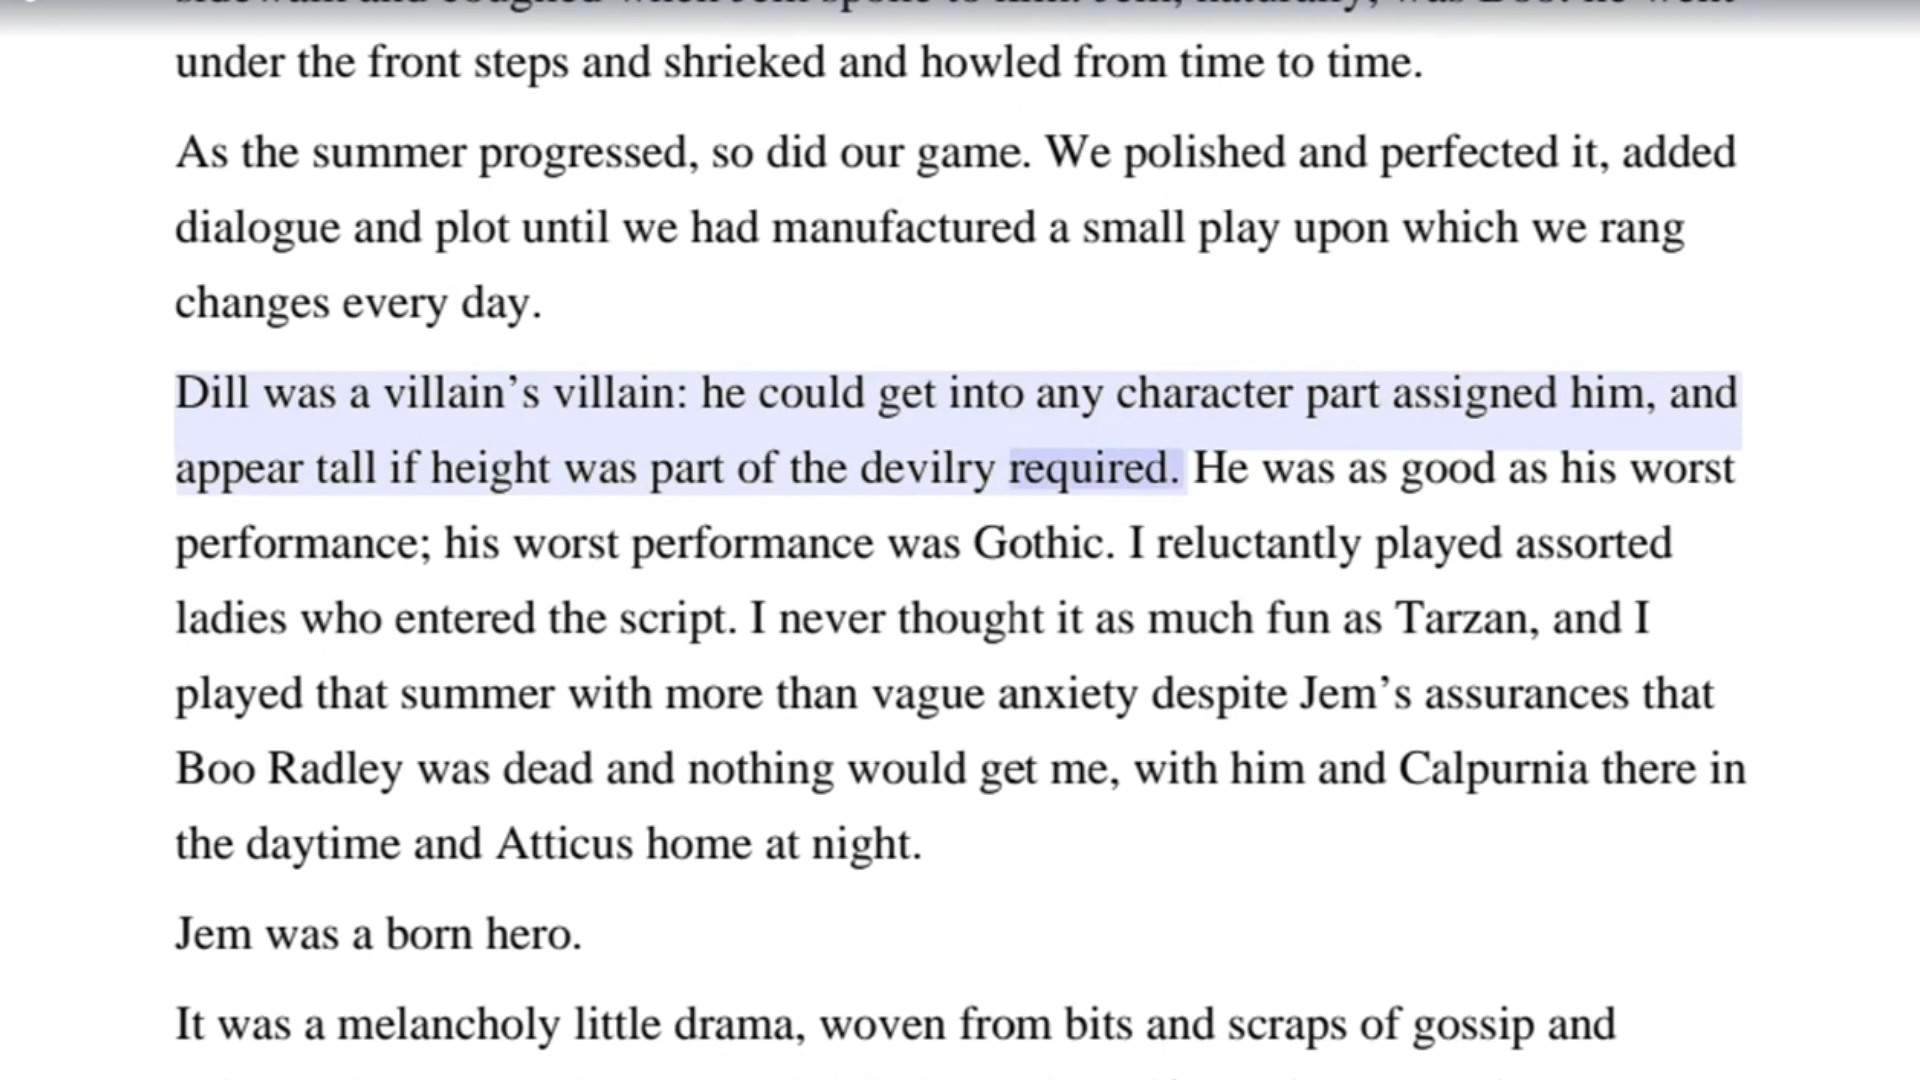 under the front steps and shrieked and howled from time to time.
As the summer progressed, so did our game. We polished and perfected it, added
dialogue and plot until we had manufactured a small play upon which we rang
changes every day.
Dill was a villain’s villain: he could get into any character part assigned him, and
appear tall if height was part of the devilry required. He was as good as his worst
performance; his worst performance was Gothic. I reluctantly played assorted
ladies who entered the script. I never thought it as much fun as Tarzan, and I
played that summer with more than vague anxiety despite Jem’s assurances that
Boo Radley was dead and nothing would get me, with him and Calpurnia there in
the daytime and Atticus home at night.
Jem was a born hero.
It was a melancholy little drama, woven from bits and scraps of gossip and